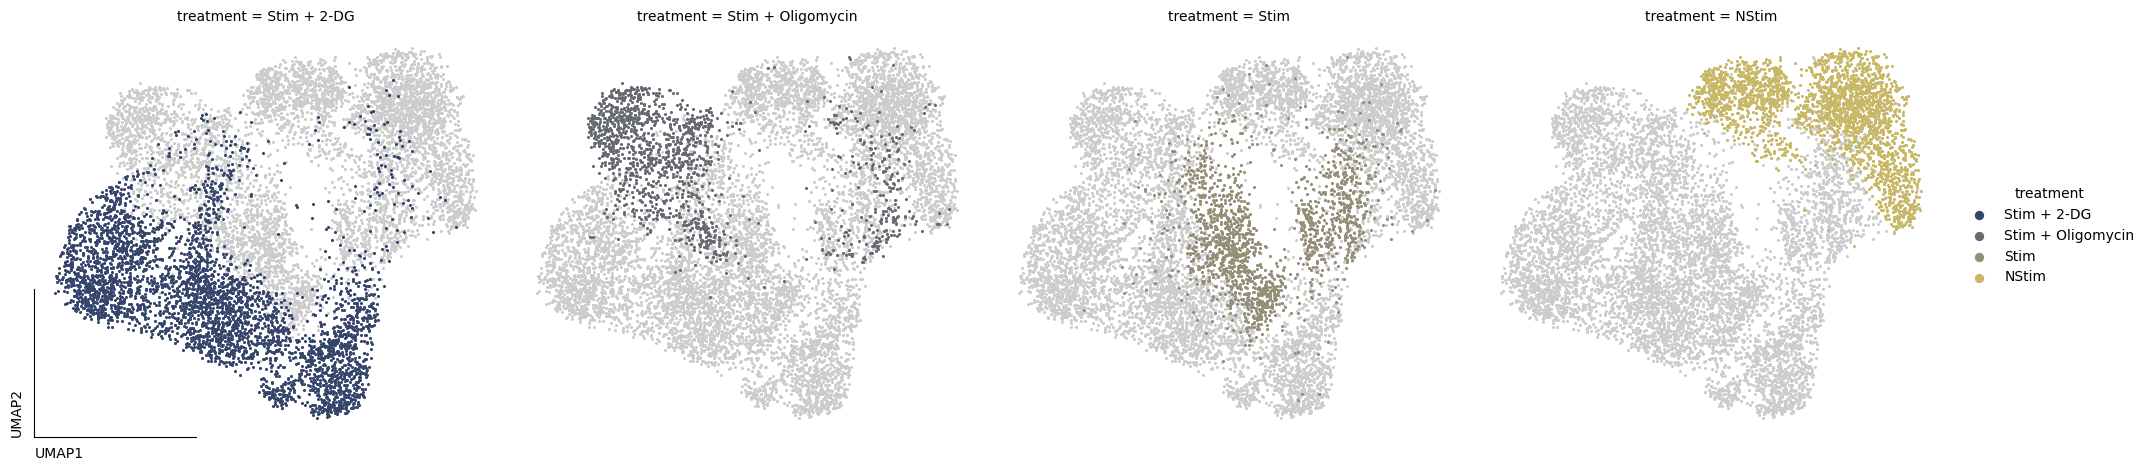 treatment = Stim + 2-DG
treatment = Stim + Oligomycin
treatment = Stim
treatment = NStim
treatment
Stim + 2-DG
Stim + Oligomycin
Stim
NStim
UMAP2
UMAP1